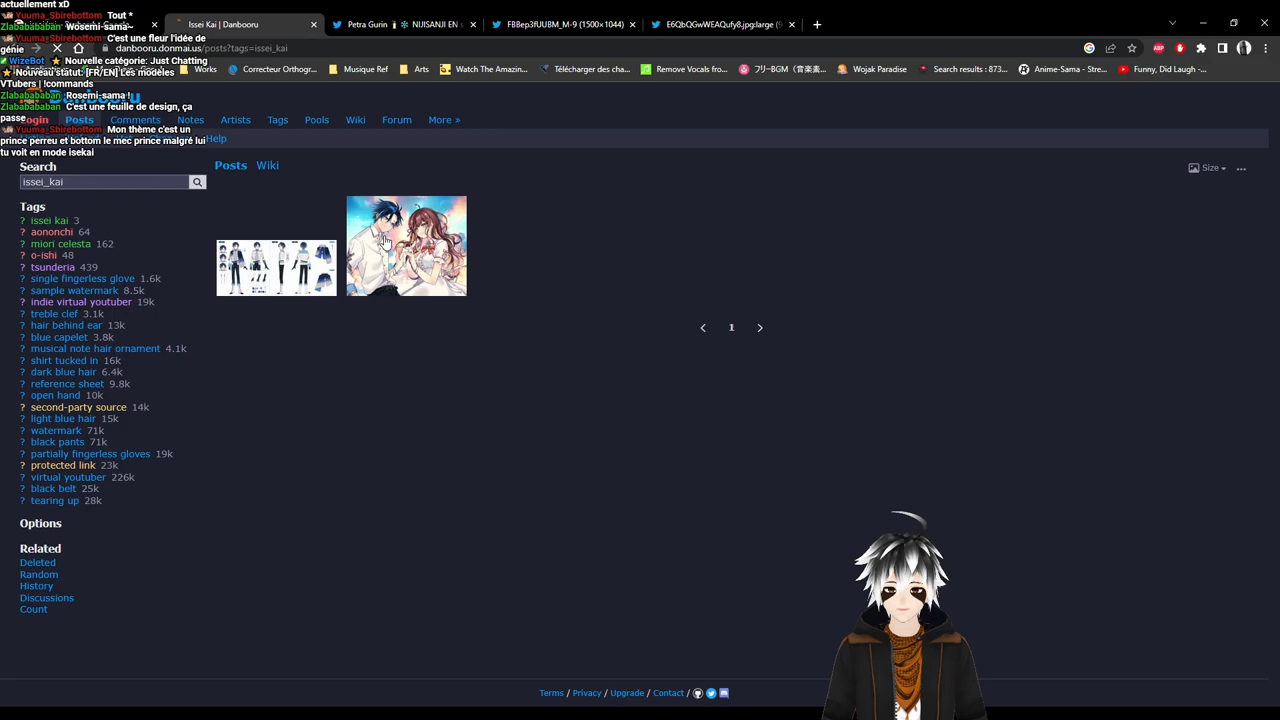 actuellement xD
Yuuma_Shirebottom Tout *
Zlabababaaban Wosemi-sama~
Yuuma_Shirebottom C'est une fleur l'idée de
génie
WizeBot Nouvelle catégorie: Just Chatting
Nouveau statut: [FR/EN] Les modèles
VTubers | !commands
Zlabababaaban Rosemi-sama !
Zlabababaaban C'est une feuille de design, ça
passe
Yuuma_Shirebottom Mon thème c'est un
prince perreu et bottom le mec prince malgré lui
tu voit en mode isekai
Issei Kai | Danbooru
Petra Gurin
NIJISANJI EN
FBBep3fUUBM_M-9 (1500×1044)
E6QbQGwWEAQufy8.jpg:large (
danbooru.donmai.us/posts?tags=issei_kai
Works
Correcteur Orthogr...
Musique Ref
Arts
Watch The Amazin...
Télécharger des cha...
Remove Vocals fro...
フリーBGM（音楽素...
Wojak Paradise
Search results : 873...
Anime-Sama - Stre...
Funny, Did Laugh -...
Danbooru
Login
Posts
Comments
Notes
Artists
Tags
Pools
Wiki
Forum
More »
Help
Search
issei_kai
Posts
Wiki
Size
Tags
? issei kai 3
? aononchi 64
? miori celesta 162
? o-ishi 48
? tsunderia 439
? single fingerless glove 1.6k
? sample watermark 8.5k
? indie virtual youtuber 19k
? treble clef 3.1k
? hair behind ear 13k
? blue capelet 3.8k
? musical note hair ornament 4.1k
? shirt tucked in 16k
? dark blue hair 6.4k
? reference sheet 9.8k
? open hand 10k
? second-party source 14k
? light blue hair 15k
? watermark 71k
? black pants 71k
? partially fingerless gloves 19k
? protected link 23k
? virtual youtuber 226k
? black belt 25k
? tearing up 28k
1
Options
Related
Deleted
Random
History
Discussions
Count
Terms / Privacy / Upgrade / Contact /